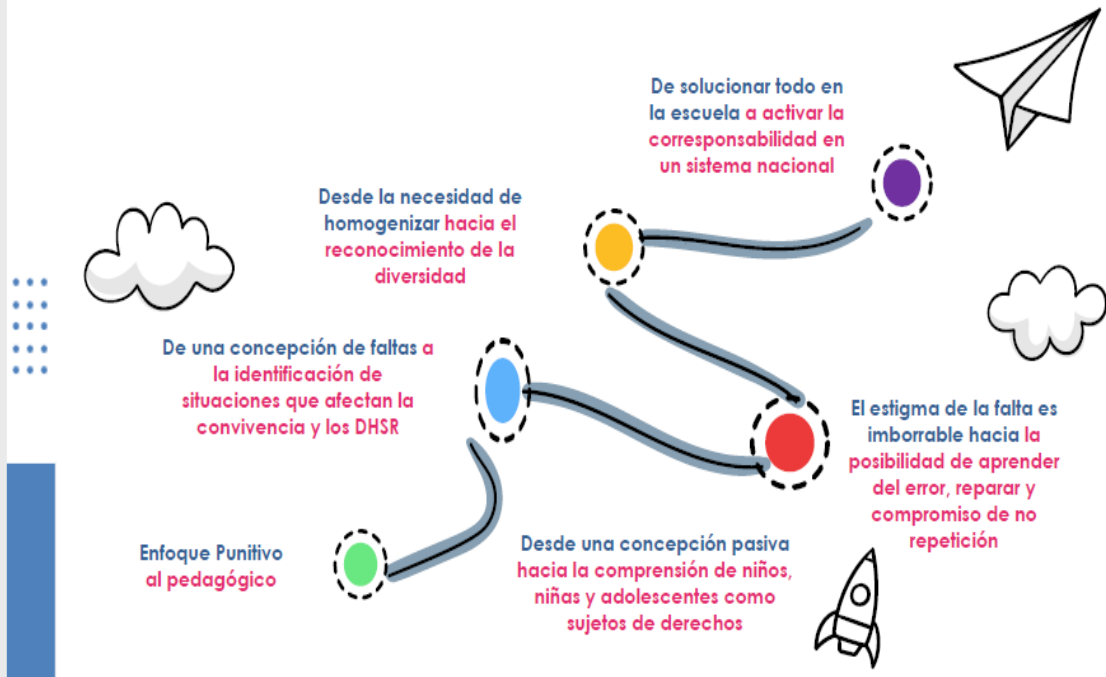 De solucionar todo en
la escuela a activar la
corresponsabilidad en
un sistema nacional
Desde la necesidad de
homogenizar hacia el
reconocimiento de la
diversidad
De una concepción de faltas a
la identificación de
situaciones que afectan la
convivencia y los DHSR
El estigma de la falta es
imborrable hacia la
posibilidad de aprender
del error, reparar y
compromiso de no
repetición
Enfoque Punitivo
al pedagógico
Desde una concepción pasiva
hacia la comprensión de niños,
niñas y adolescentes como
sujetos de derechos